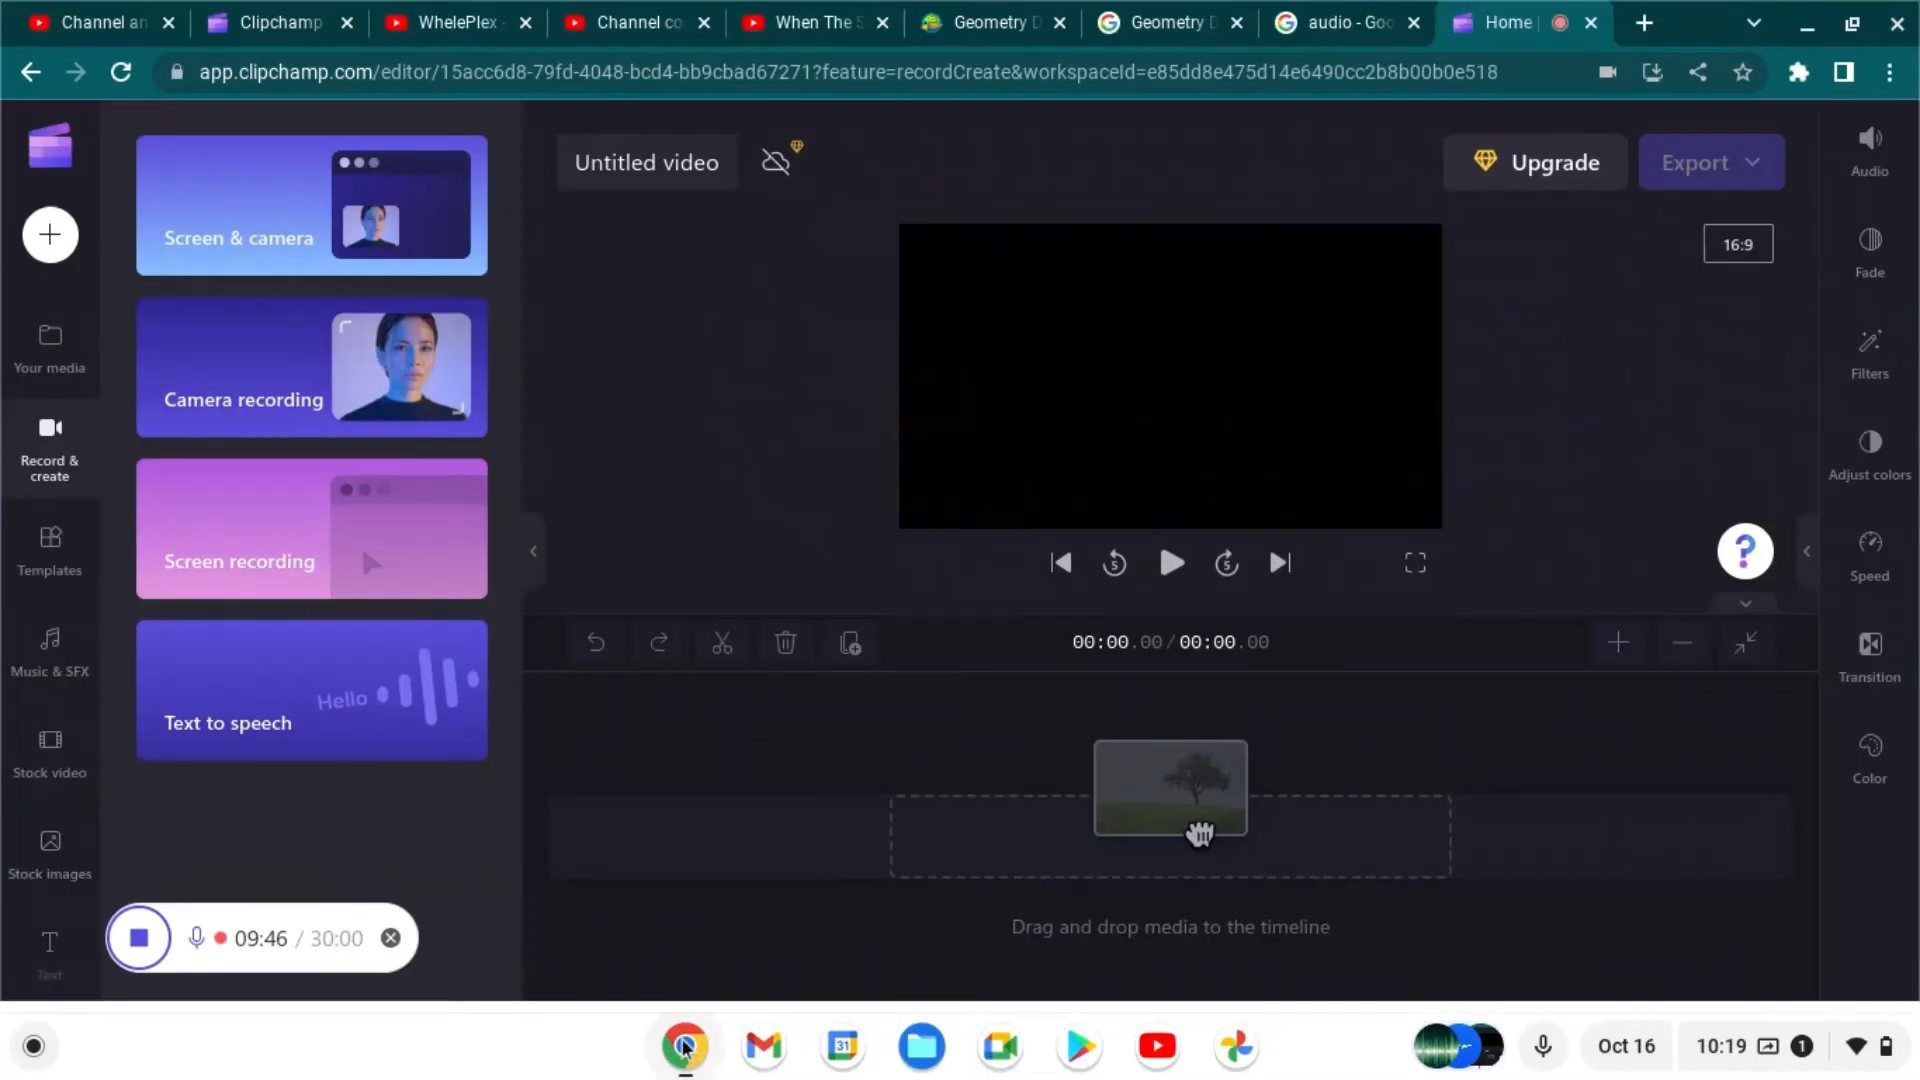 Channel an
Clipchamp
WhelePlex -
Channel co
When The S
Geometry D
Geometry D
audio - Goo
Home
app.clipchamp.com/editor/15acc6d8-79fd-4048-bcd4-bb9cbad67271?feature=recordCreate&workspaceId=e85dd8e475d14e6490cc2b8b00b0e518
Screen & camera
Camera recording
Screen recording
Hello
Text to speech
Your media
Record &
create
Templates
Music & SFX
Stock video
Stock images
Text
09:46 / 30:00
Untitled video
Upgrade
Export
16:9
5
5
?
00:00.00/00:00.00
Drag and drop media to the timeline
Audio
Fade
Filters
Adjust colors
Speed
Transition
Color
31
Oct 16
10:19
1